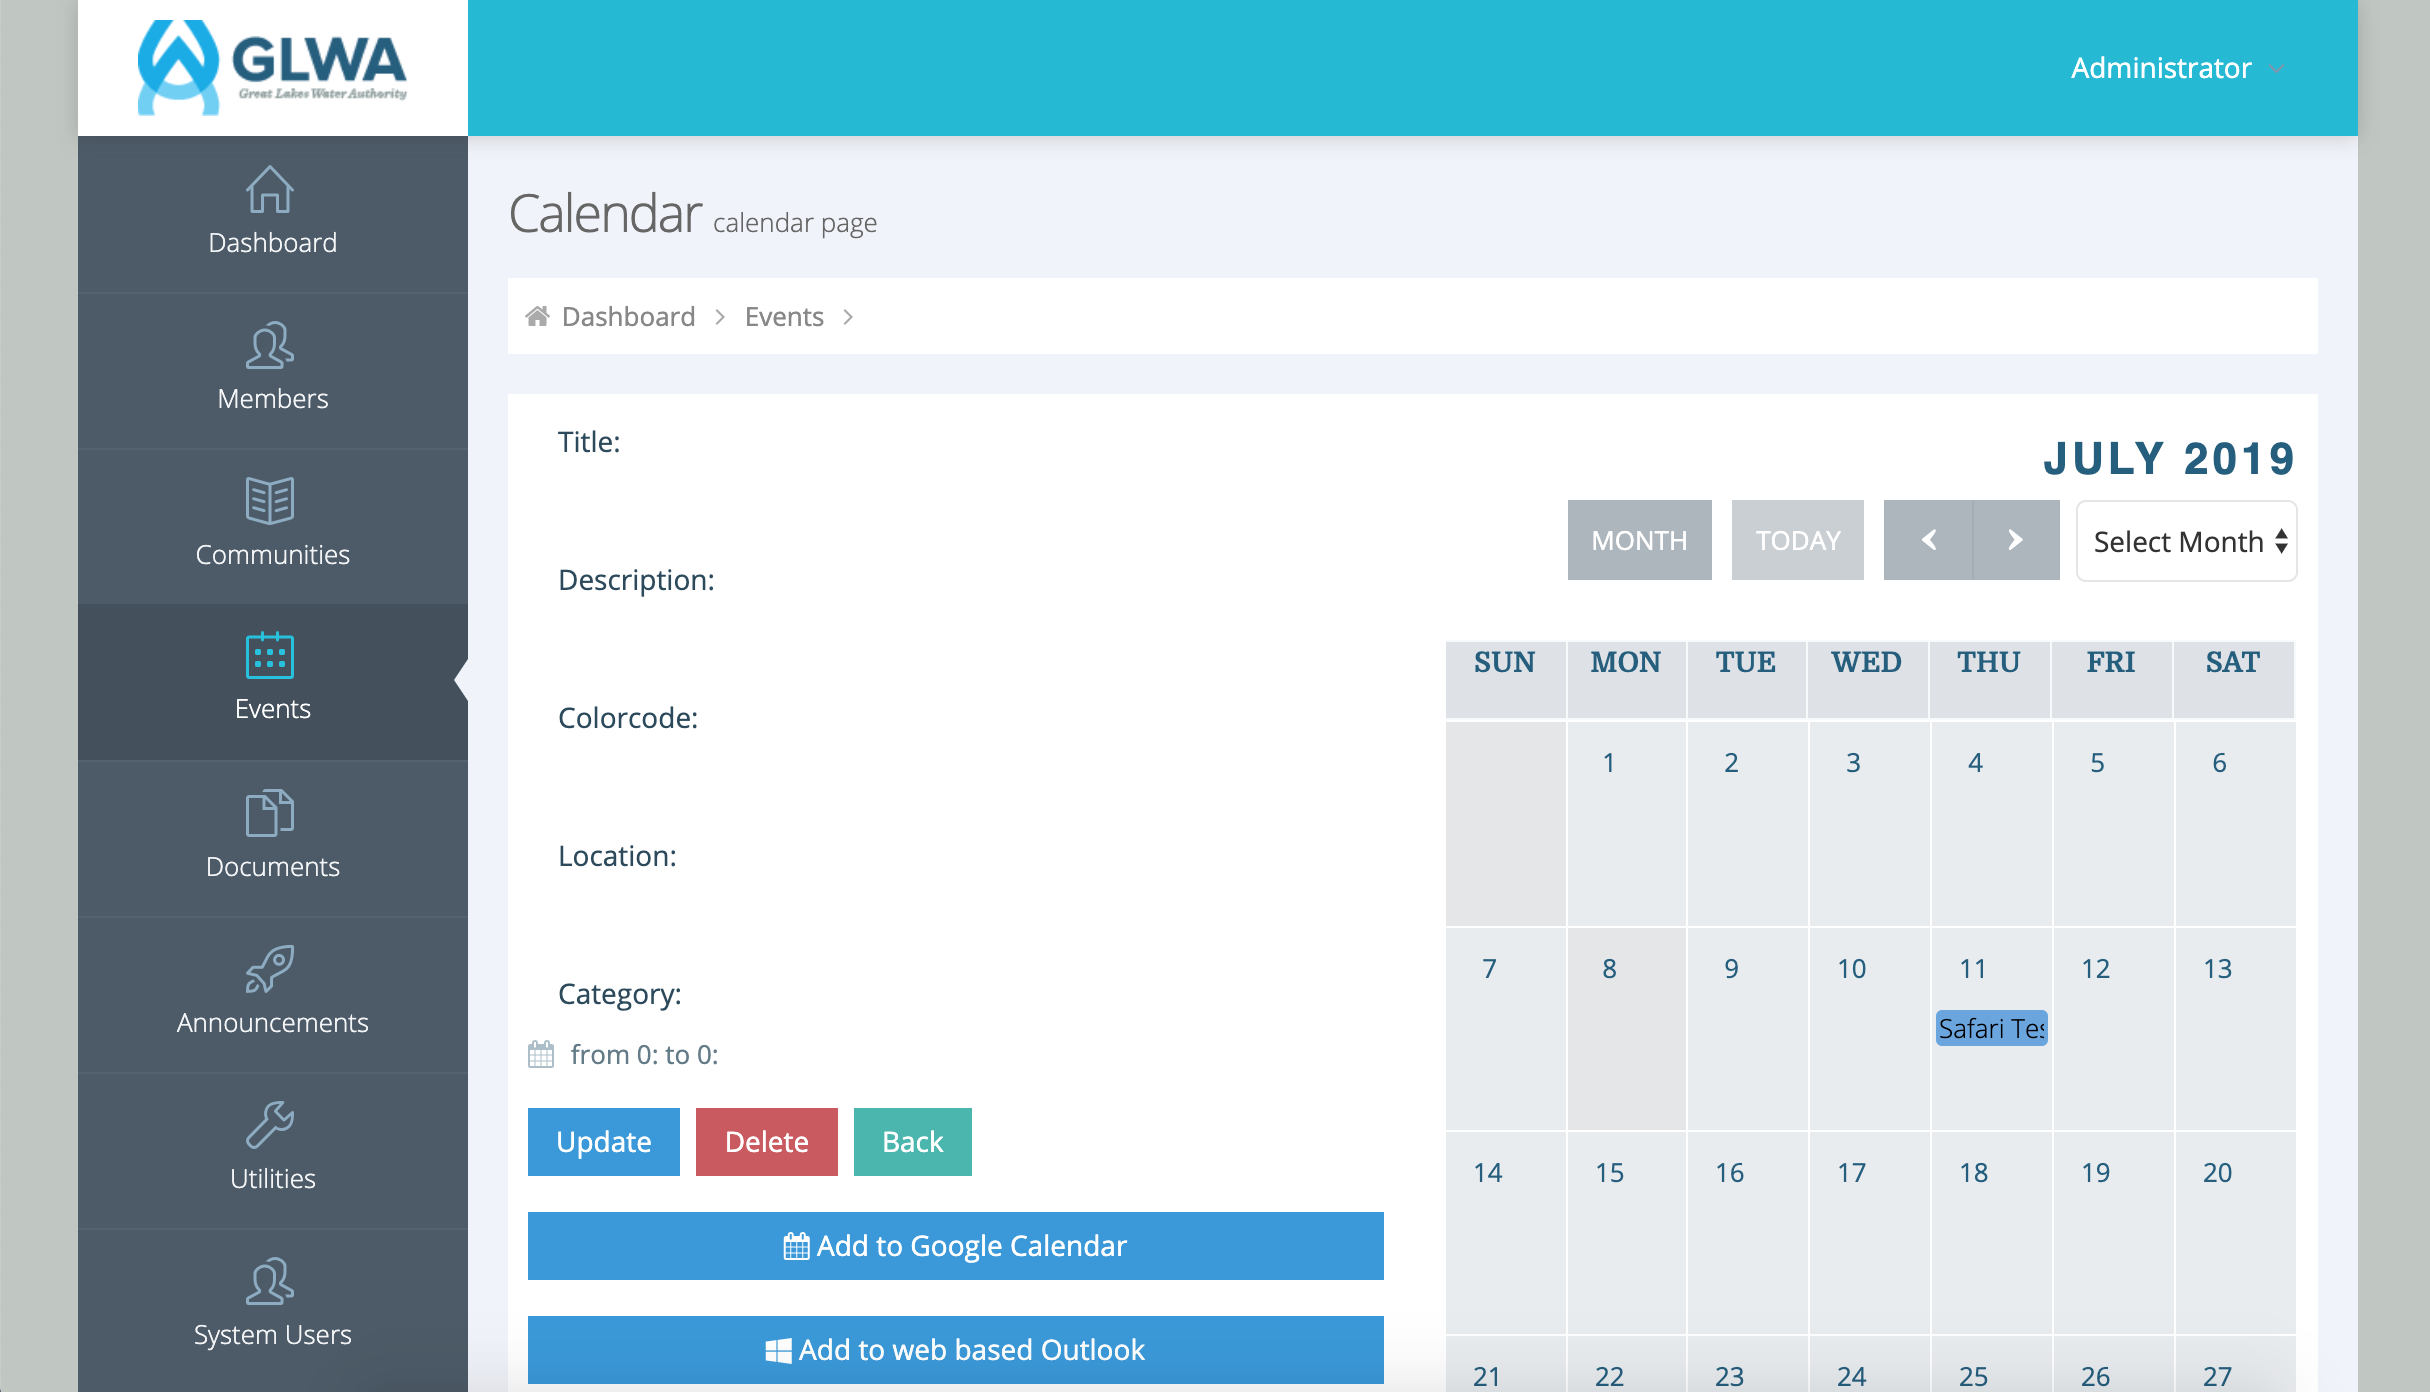 GLWA
Great Lakes Water Authority
Administrator
Dashboard
Members
Communities
Events
Documents
Announcements
Utilities
System Users
Calendar calendar page
Dashboard Events
Title:
Description:
Colorcode:
Location:
Category:
from 0: to 0:
Update Delete Back
Add to Google Calendar
Add to web based Outlook
JULY 2019
MONTH TODAY Select Month
SUN MON TUE WED THU FRI SAT
1 2 3 4 5 6
7 8 9 10 11 12 13
Safari Tes
14 15 16 17 18 19 20
21 22 23 24 25 26 27